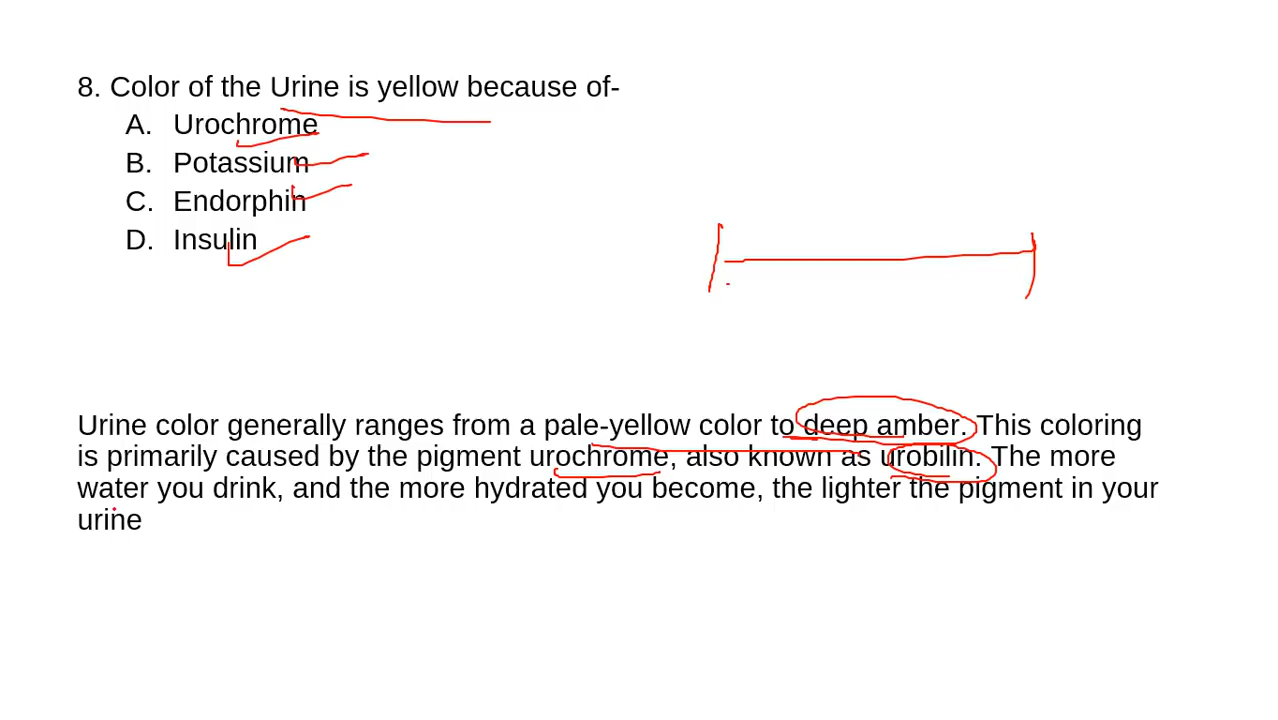 8. Color of the Urine is yellow because of-
A. Urochrome
B. Potassium
C. Endorphin
D. Insulin
Urine color generally ranges from a pale-yellow color to deep amber. This coloring
is primarily caused by the pigment urochrome, also known as urobilin. The more
water you drink, and the more hydrated you become, the lighter the pigment in your
urine